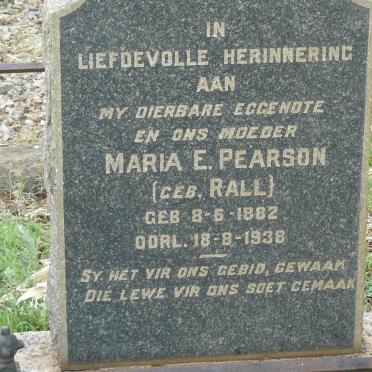 IN
LIEFDEVOLLE HERINNERING
AAN
MY DIERBARE EGGENOTE
EN ONS MOEDER
MARIA E. PEARSON
(GEB. RALL)
GEB 8-6-1882
OORL. 18-8-1938
SY HET VIR ONS GEBID, GEWAAK
DIE LEWE VIR ONS SOET GEMAAK